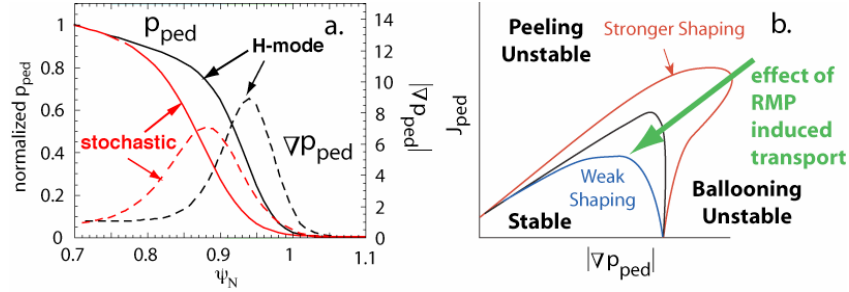 a.
p_ped
H-mode
stochastic
∇p_ped
normalized p_ped
1
0.8
0.6
0.4
0.2
0
0.7
0.8
0.9
1
1.1
ψ_N
14
12
10
8
6
4
2
0
|∇p_ped|
b.
Peeling
Unstable
Stronger Shaping
effect of
RMP
induced
transport
Weak
Shaping
Stable
Ballooning
Unstable
J_ped
|∇p_ped|